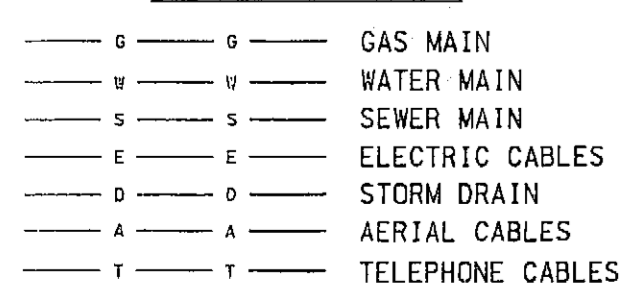 G G GAS MAIN
W W WATER MAIN
S S SEWER MAIN
E E ELECTRIC CABLES
D D STORM DRAIN
A A AERIAL CABLES
T T TELEPHONE CABLES